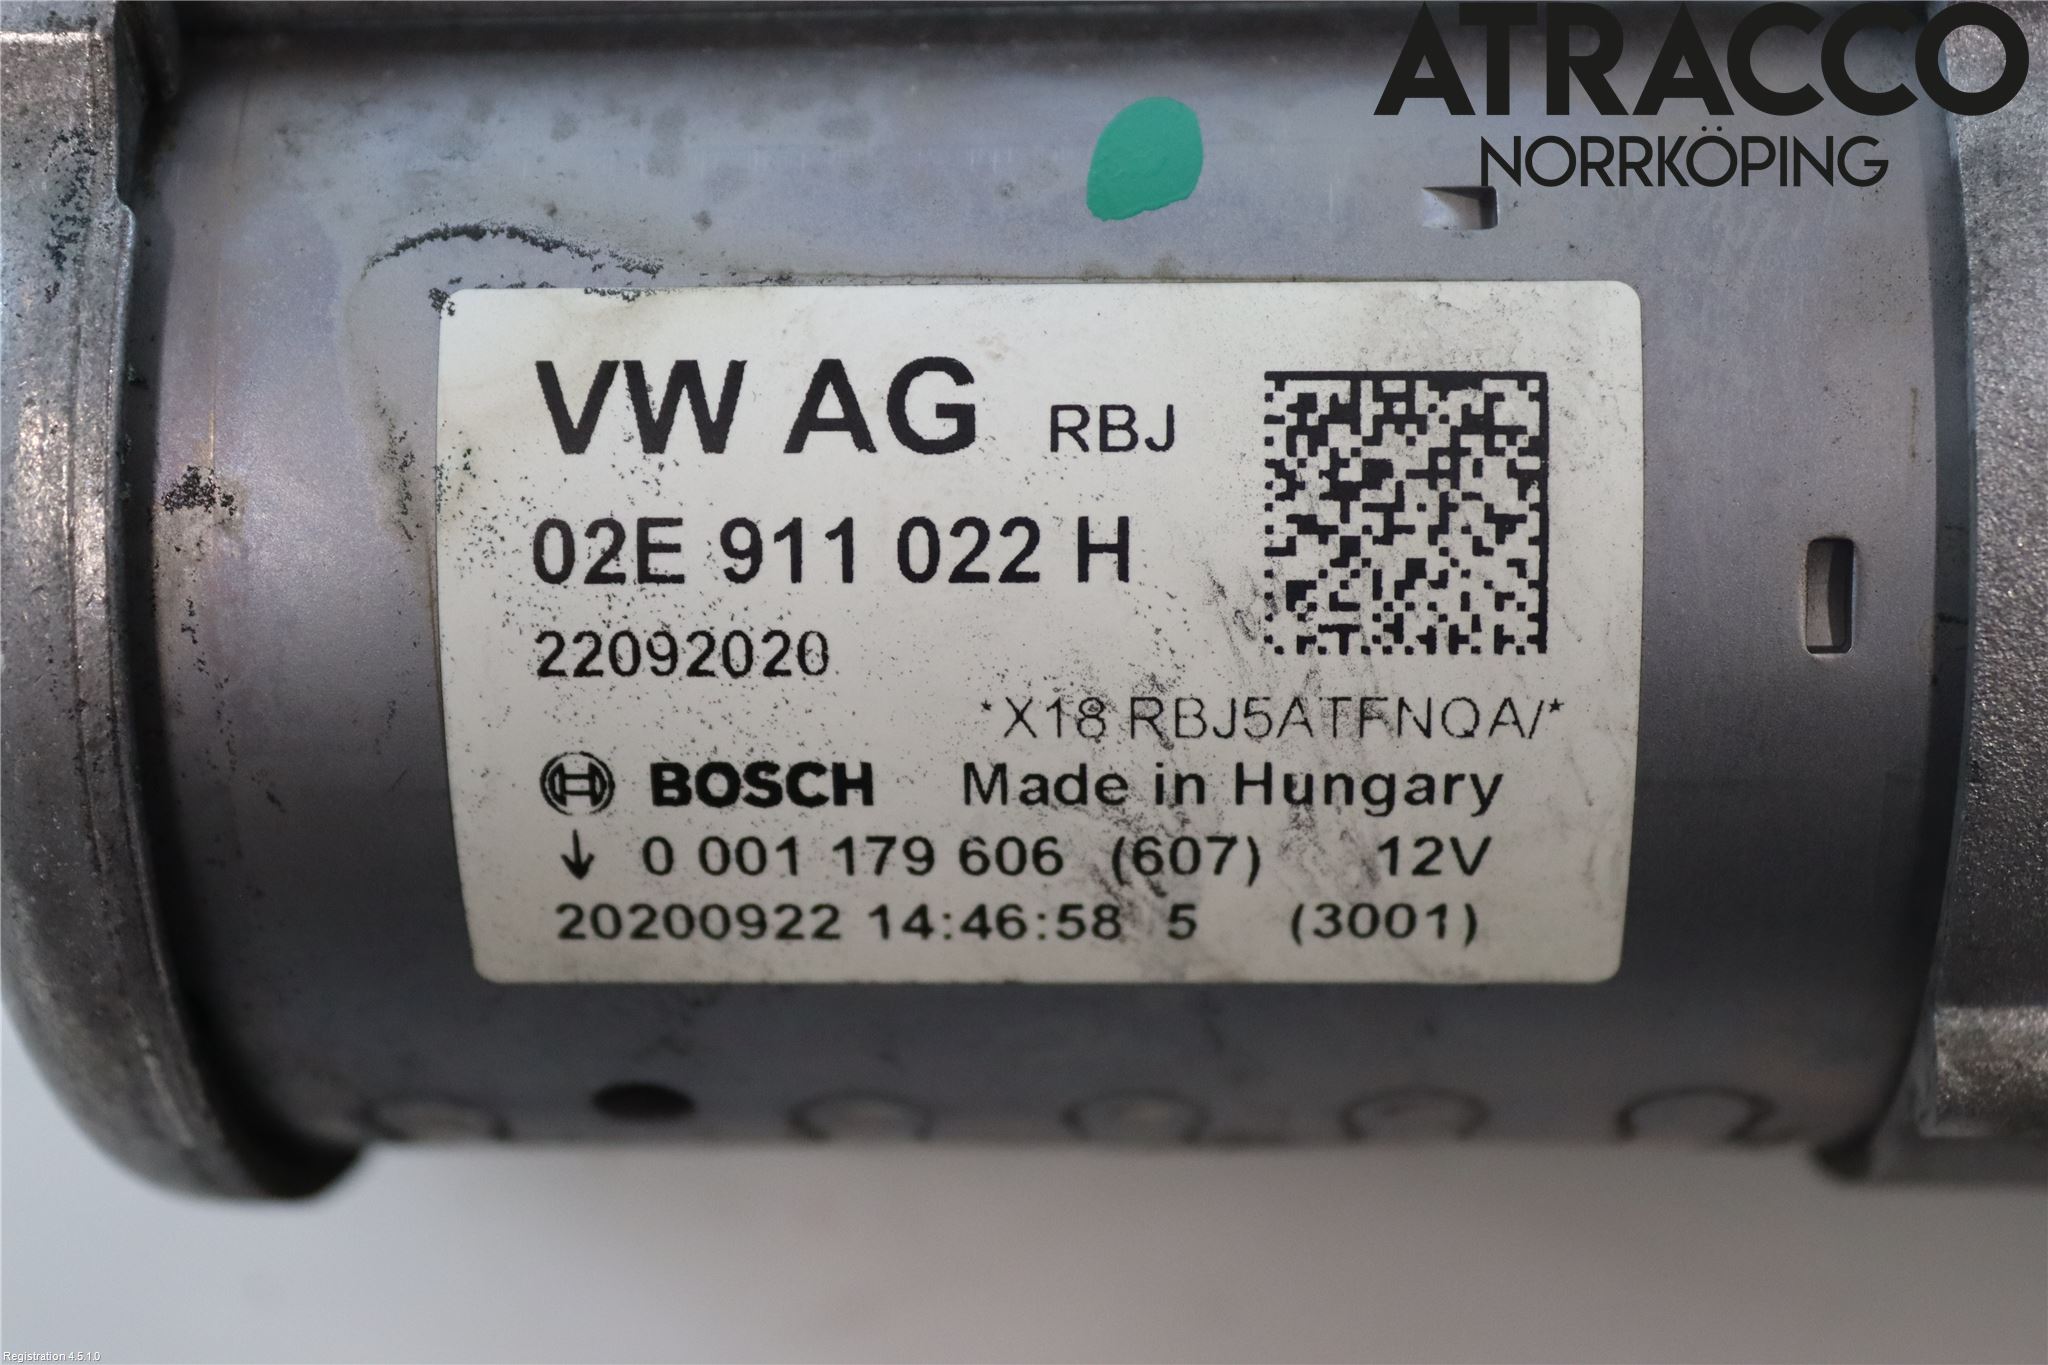 ATRACCO
NORRKÖPING
VW AG RBJ
02E 911 022 H
22092020
*X18 RBJ5ATFNQA/*
BOSCH Made in Hungary
↓ 0 001 179 606 (607) 12V
20200922 14:46:58 5 (3001)
Registration 4.5.1.0